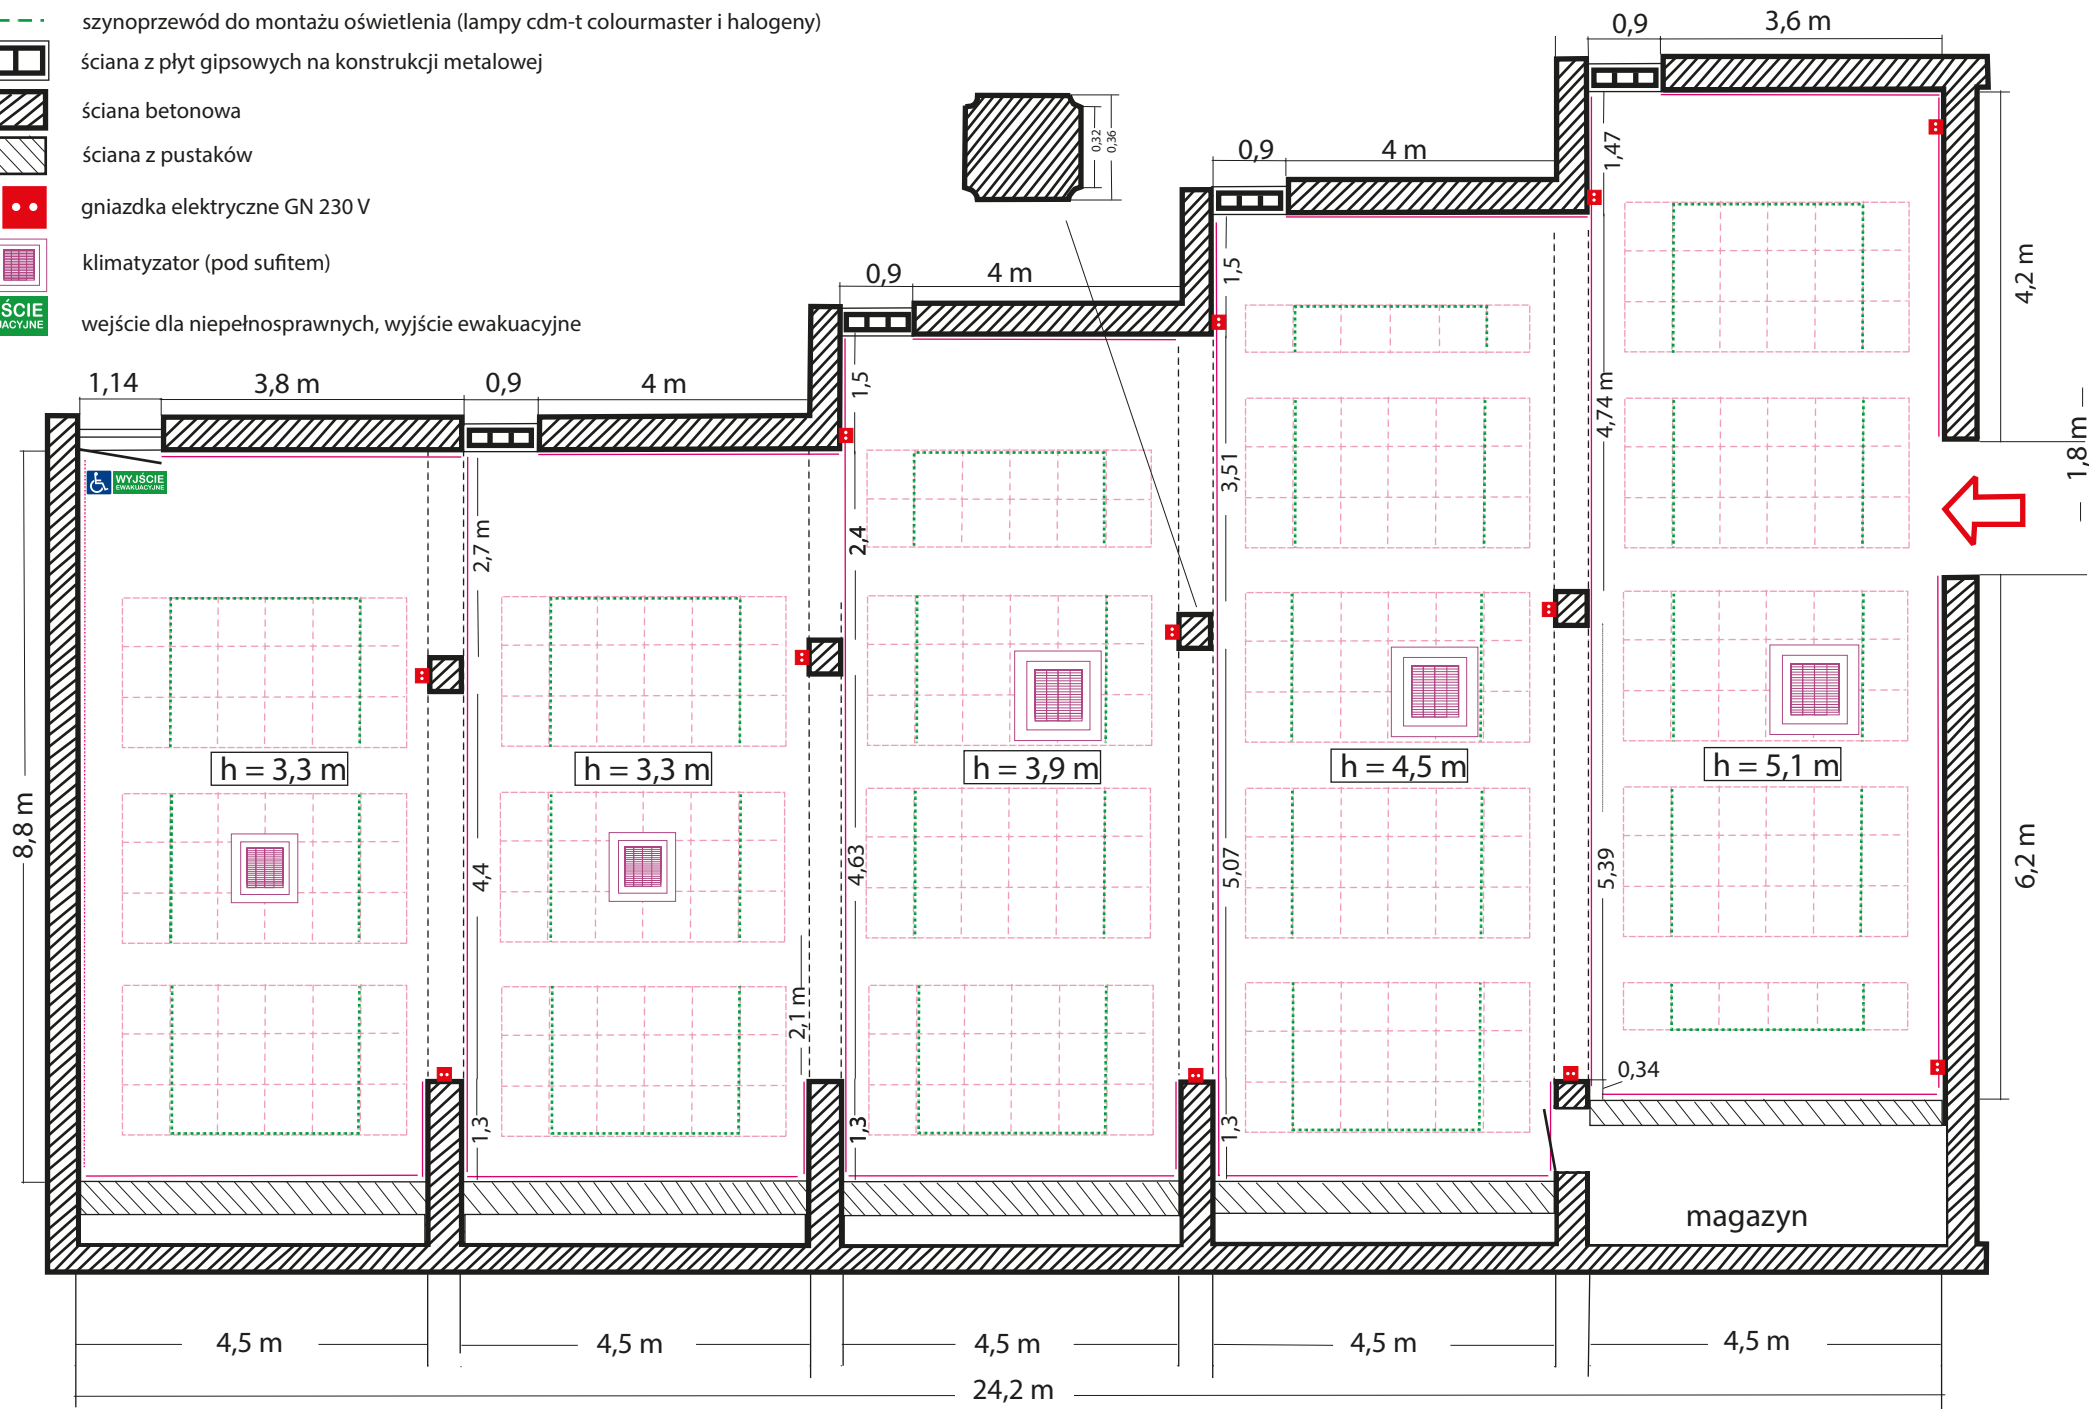 szynoprzewód do montażu oświetlenia (lampy cdm-t colourmaster i halogeny)
ściana z płyt gipsowych na konstrukcji metalowej
ściana betonowa
ściana z pustaków
gniazdka elektryczne GN 230 V
klimatyzator (pod sufitem)
wejście dla niepełnosprawnych, wyjście ewakuacyjne
0,9
3,6 m
0,32
0,36
0,9
4 m
1,47
4,2 m
0,9
4 m
1,5
1,14
3,8 m
0,9
4 m
1,5
4,74 m
1,8m
WYJŚCIE
EWAKUACYJNE
2,7 m
2,4
3,51
h = 3,3 m
h = 3,3 m
h = 3,9 m
h = 4,5 m
h = 5,1 m
8,8 m
4,4
4,63
5,07
5,39
6,2 m
2,1 m
0,34
1,3
1,3
1,3
magazyn
4,5 m
4,5 m
4,5 m
4,5 m
4,5 m
24,2 m